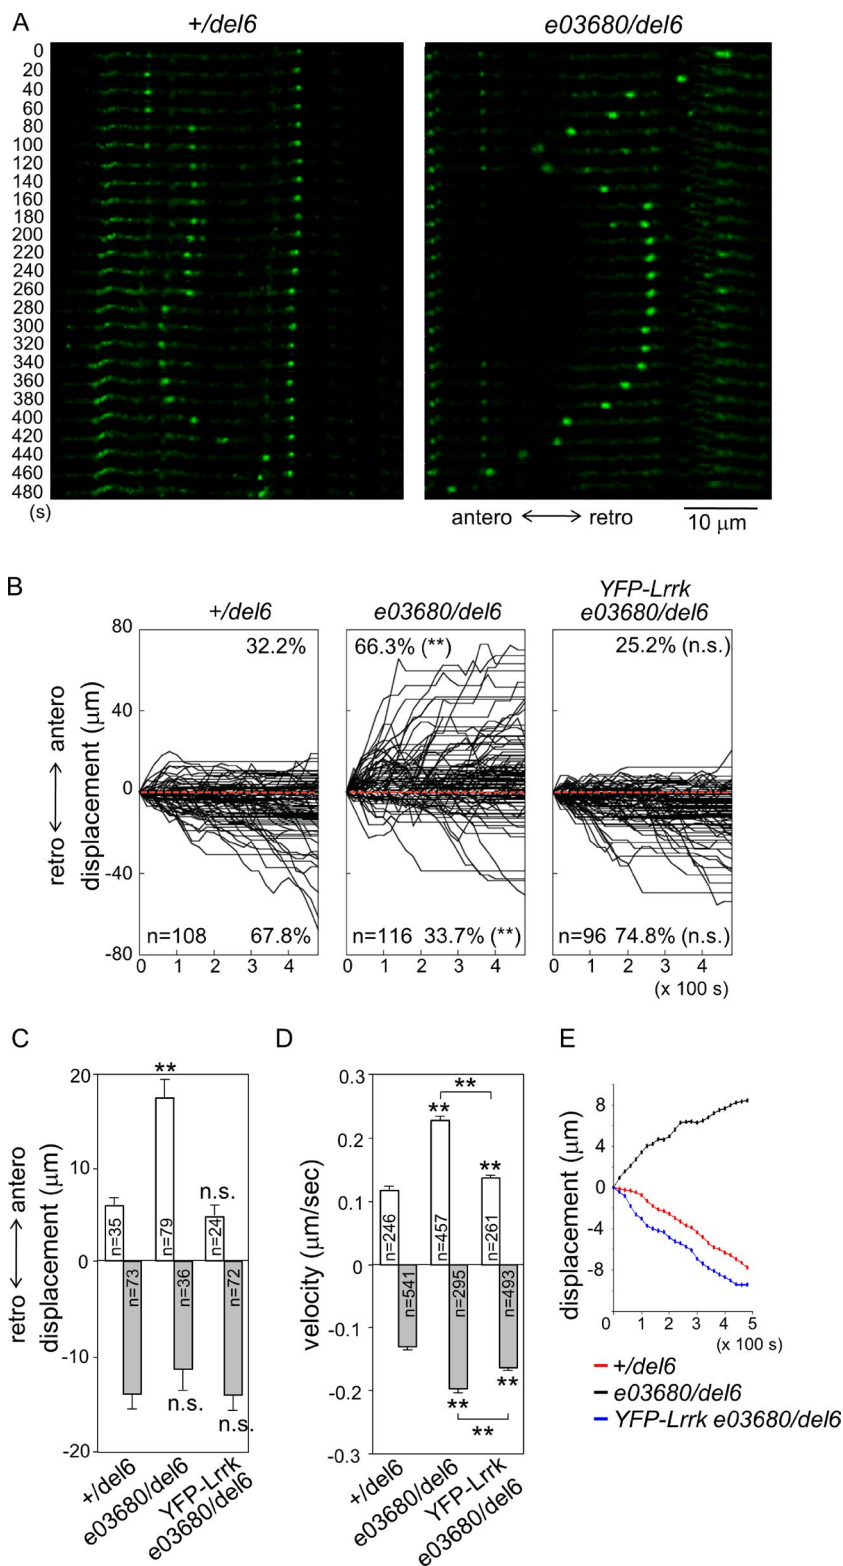 A
+/del6
e03680/del6
0
20
40
60
80
100
120
140
160
180
200
220
240
260
280
300
320
340
360
380
400
420
440
460
480
(s)
antero
retro
10 μm
B
+/del6
e03680/del6
YFP-Lrrk
e03680/del6
retro
antero
displacement (μm)
80
40
0
-40
-80
32.2%
66.3% (**)
25.2% (n.s.)
n=108
67.8%
n=116
33.7% (**)
n=96
74.8% (n.s.)
0 1 2 3 4
0 1 2 3 4
0 1 2 3 4
(x 100 s)
C
retro
antero
displacement (μm)
20
10
0
-10
-20
**
n.s.
n=35
n=79
n=24
n=73
n=36
n=72
n.s.
n.s.
+/del6
e03680/del6
YFP-Lrrk
e03680/del6
D
velocity (μm/sec)
0.3
0.2
0.1
0
-0.1
-0.2
-0.3
**
**
**
n=246
n=457
n=261
n=541
n=295
n=493
**
**
**
+/del6
e03680/del6
YFP-Lrrk
e03680/del6
E
displacement (μm)
8
4
0
-4
-8
0 1 2 3 4 5
(x 100 s)
+/del6
e03680/del6
YFP-Lrrk e03680/del6